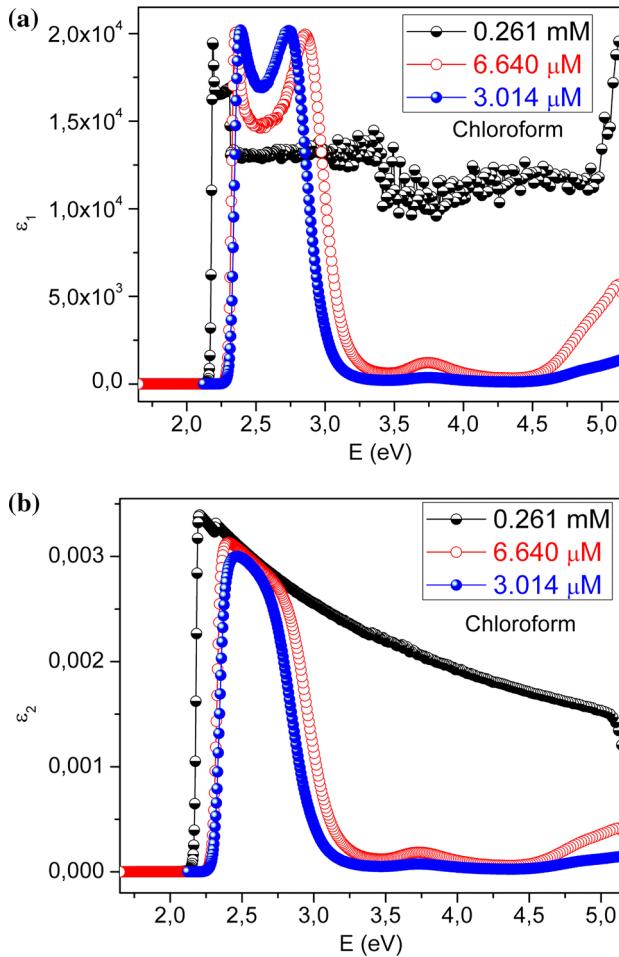 (a)
2,0x10⁴
1,5x10⁴
1,0x10⁴
5,0x10³
0,0
ε₁
0.261 mM
6.640 μM
3.014 μM
Chloroform
2,0 2,5 3,0 3,5 4,0 4,5 5,0
E (eV)
(b)
0,003
0,002
0,001
0,000
ε₂
0.261 mM
6.640 μM
3.014 μM
Chloroform
2,0 2,5 3,0 3,5 4,0 4,5 5,0
E (eV)